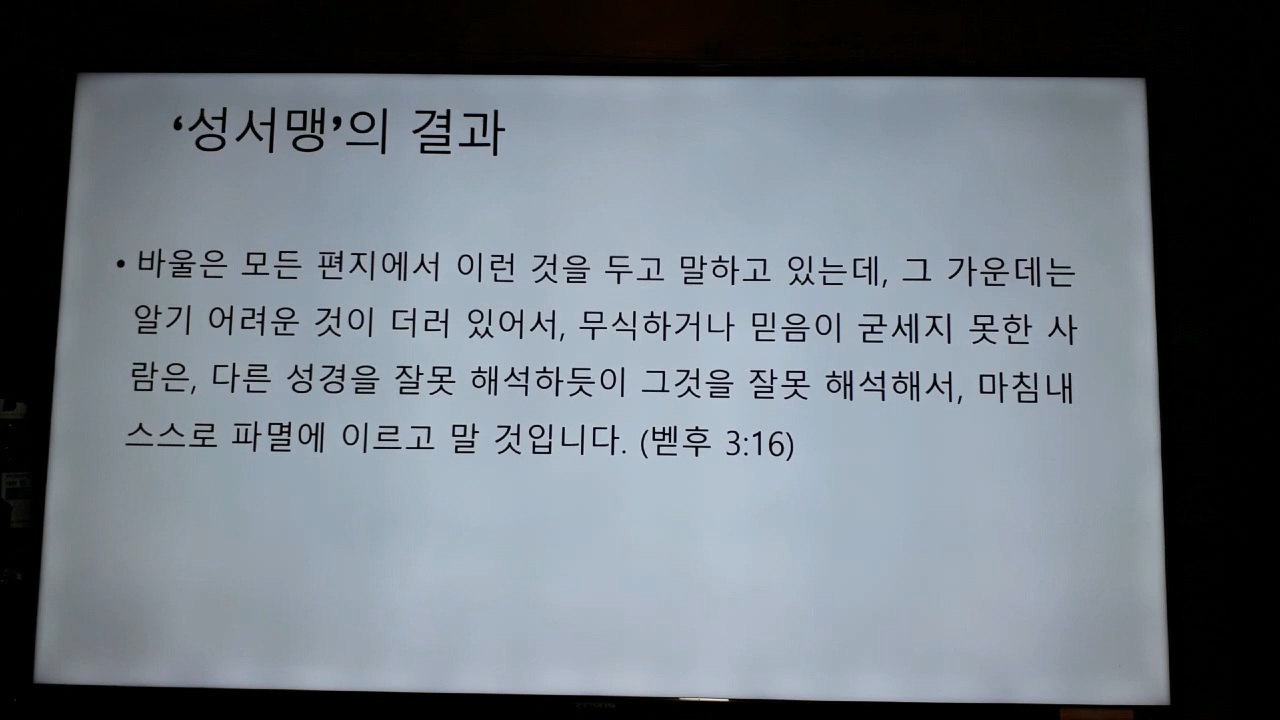 ‘성서맹’의 결과
• 바울은 모든 편지에서 이런 것을 두고 말하고 있는데, 그 가운데는
알기 어려운 것이 더러 있어서, 무식하거나 믿음이 굳세지 못한 사
람은, 다른 성경을 잘못 해석하듯이 그것을 잘못 해석해서, 마침내
스스로 파멸에 이르고 말 것입니다. (벧후 3:16)